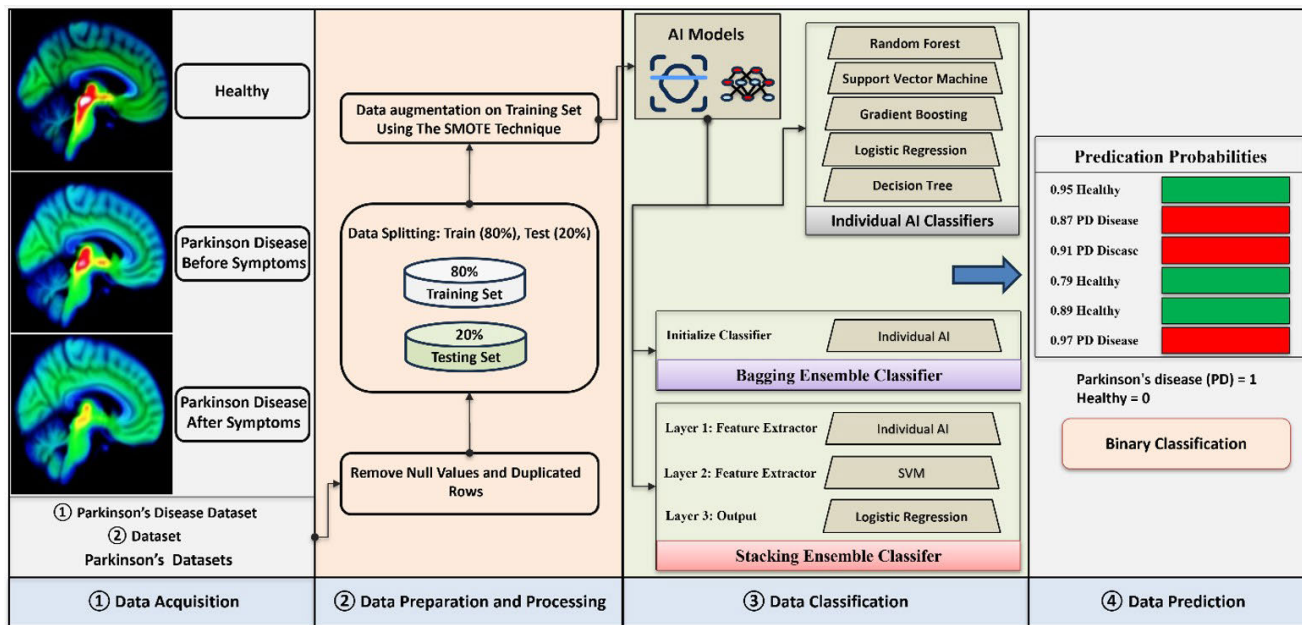 Healthy
Parkinson Disease
Before Symptoms
Parkinson Disease
After Symptoms
① Parkinson's Disease Dataset
② Dataset
Parkinson's Datasets
① Data Acquisition
Data augmentation on Training Set
Using The SMOTE Technique
Data Splitting: Train (80%), Test (20%)
80%
Training Set
20%
Testing Set
Remove Null Values and Duplicated
Rows
② Data Preparation and Processing
AI Models
Random Forest
Support Vector Machine
Gradient Boosting
Logistic Regression
Decision Tree
Individual AI Classifiers
Initialize Classifier
Individual AI
Bagging Ensemble Classifier
Layer 1: Feature Extractor
Individual AI
Layer 2: Feature Extractor
SVM
Layer 3: Output
Logistic Regression
Stacking Ensemble Classifer
③ Data Classification
Predication Probabilities
0.95 Healthy
0.87 PD Disease
0.91 PD Disease
0.79 Healthy
0.89 Healthy
0.97 PD Disease
Parkinson's disease (PD) = 1
Healthy = 0
Binary Classification
④ Data Prediction